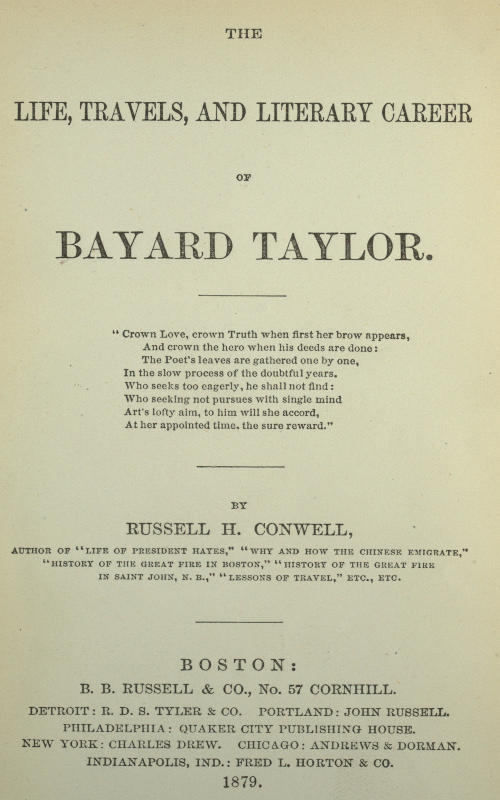 THE
LIFE, TRAVELS, AND LITERARY CAREER
OF
BAYARD TAYLOR.
“Crown Love, crown Truth when first her brow appears,
And crown the hero when his deeds are done:
The Poet's leaves are gathered one by one,
In the slow process of the doubtful years.
Who seeks too eagerly, he shall not find:
Who seeking not pursues with single mind
Art's lofty aim, to him will she accord,
At her appointed time, the sure reward.”
BY
RUSSELL H. CONWELL,
AUTHOR OF “LIFE OF PRESIDENT HAYES,” “WHY AND HOW THE CHINESE EMIGRATE,”
“HISTORY OF THE GREAT FIRE IN BOSTON,” “HISTORY OF THE GREAT FIRE
IN SAINT JOHN, N. B.,” “LESSONS OF TRAVEL,” ETC., ETC.
BOSTON:
B. B. RUSSELL & CO., No. 57 CORNHILL.
DETROIT: R. D. S. TYLER & CO. PORTLAND: JOHN RUSSELL.
PHILADELPHIA: QUAKER CITY PUBLISHING HOUSE.
NEW YORK: CHARLES DREW. CHICAGO: ANDREWS & DORMAN.
INDIANAPOLIS, IND.: FRED L. HORTON & CO.
1879.